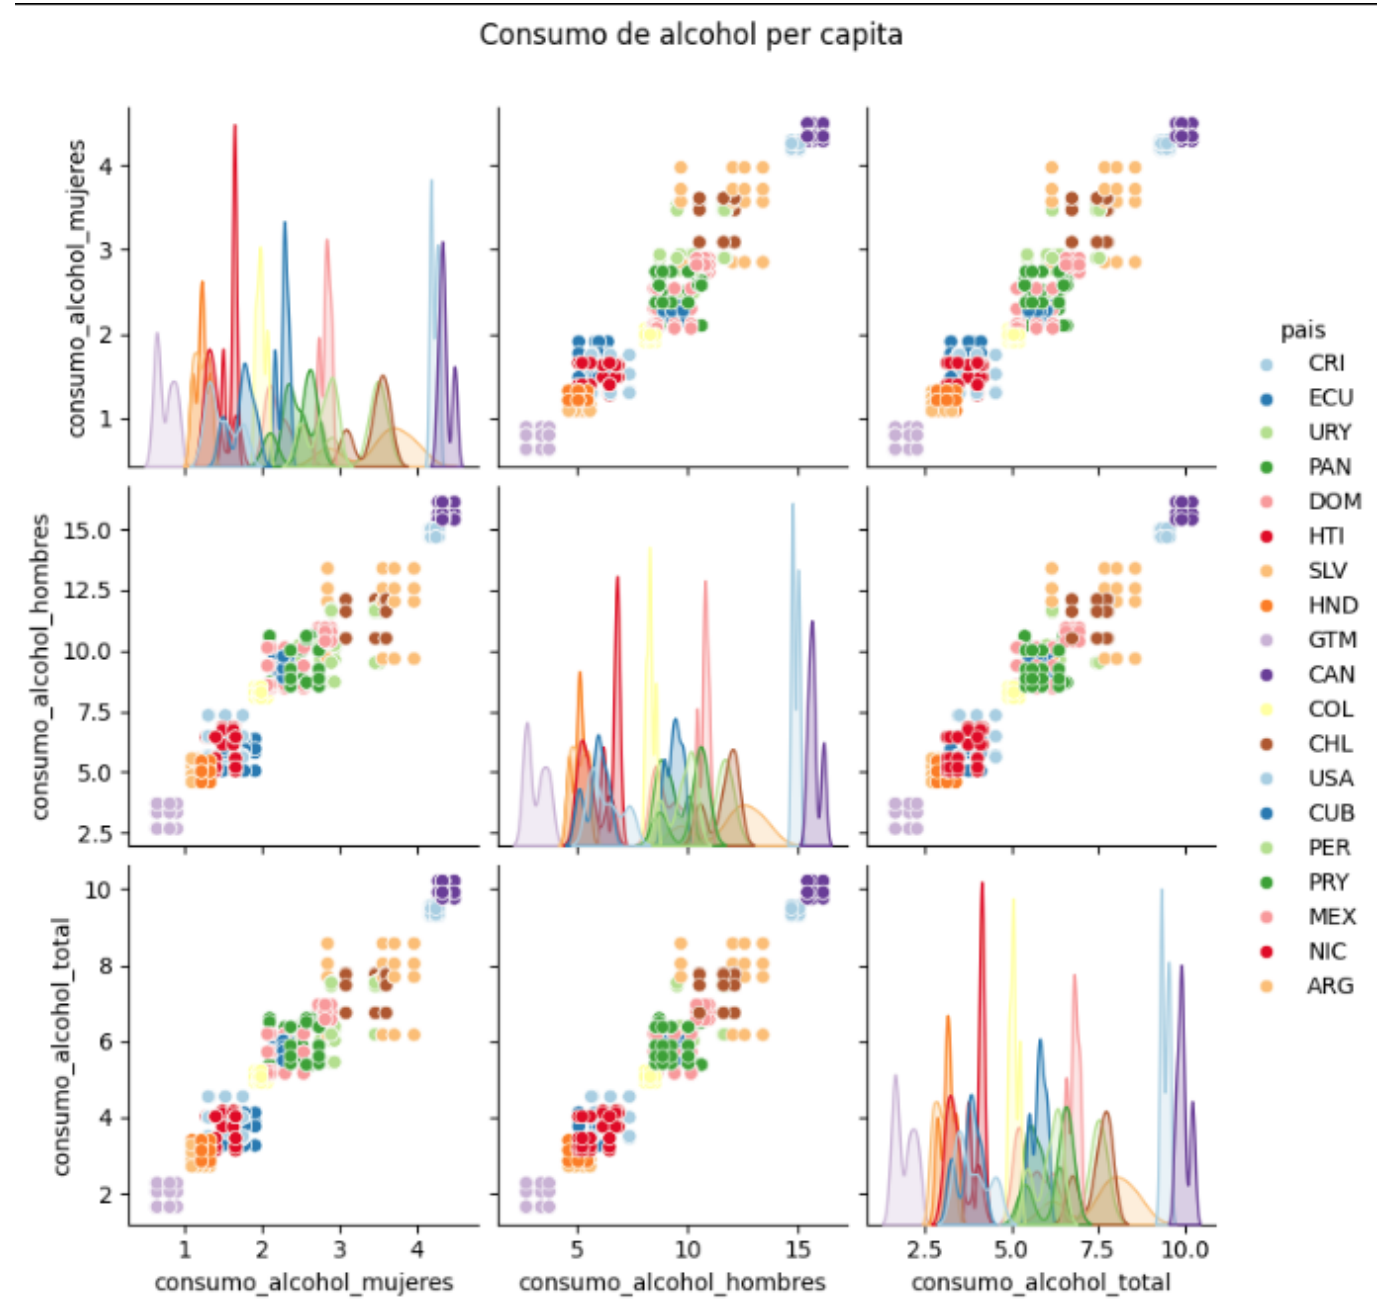 Consumo de alcohol per capita
consumo_alcohol_mujeres
4
3
2
1
consumo_alcohol_hombres
15.0
12.5
10.0
7.5
5.0
2.5
consumo_alcohol_total
10
8
6
4
2
1 2 3 4
consumo_alcohol_mujeres
5 10 15
consumo_alcohol_hombres
2.5 5.0 7.5 10.0
consumo_alcohol_total
pais
CRI
ECU
URY
PAN
DOM
HTI
SLV
HND
GTM
CAN
COL
CHL
USA
CUB
PER
PRY
MEX
NIC
ARG